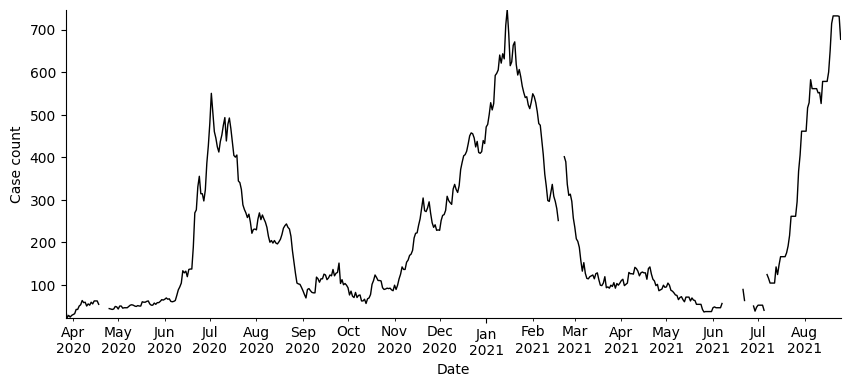 700
600
500
400
300
200
100
Case count
Apr May Jun Jul Aug Sep Oct Nov Dec Jan Feb Mar Apr May Jun Jul Aug
2020 2020 2020 2020 2020 2020 2020 2020 2020 2021 2021 2021 2021 2021 2021 2021 2021
Date